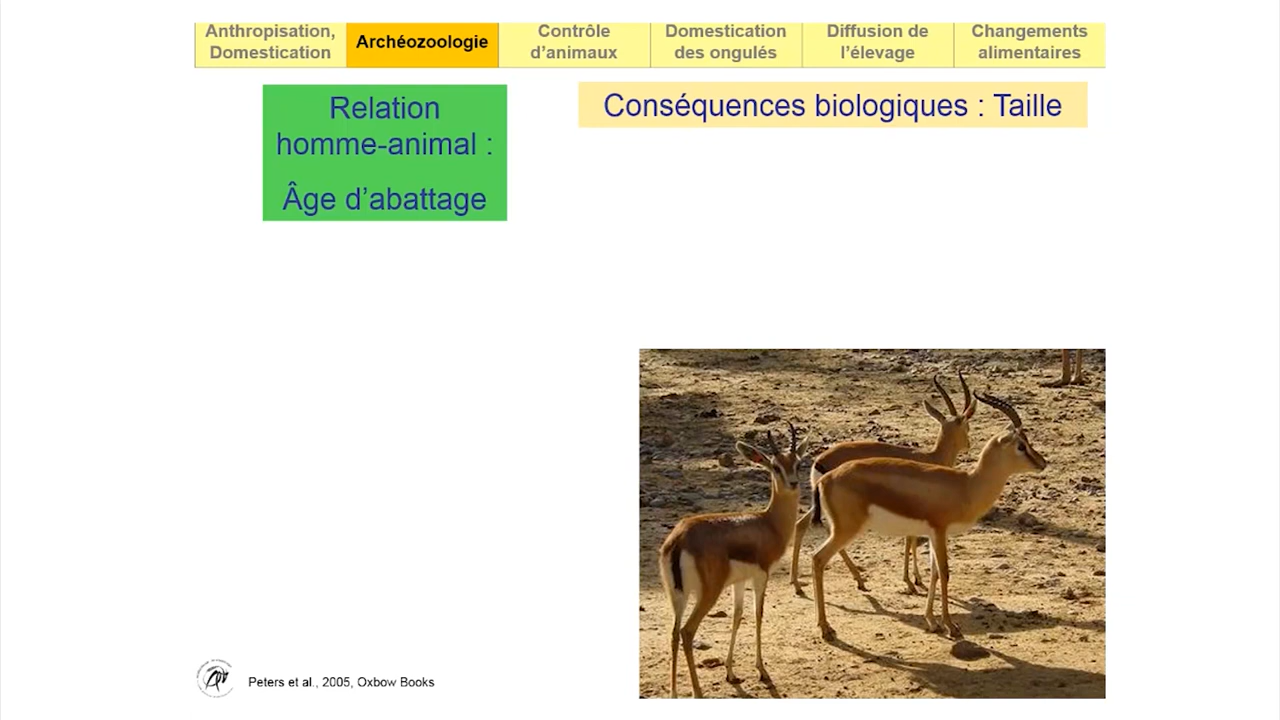 Anthropisation,
Domestication
Archéozoologie
Contrôle
d'animaux
Domestication
des ongulés
Diffusion de
l'élevage
Changements
alimentaires
Relation
homme-animal :
Âge d'abattage
Conséquences biologiques : Taille
Peters et al., 2005, Oxbow Books